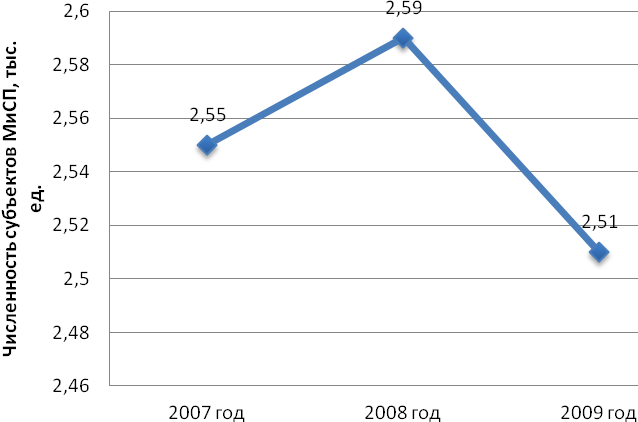 Численность субъектов МиСП, тыс.
ед.
2,6
2,58
2,56
2,54
2,52
2,5
2,48
2,46
2,55
2,59
2,51
2007 год
2008 год
2009 год